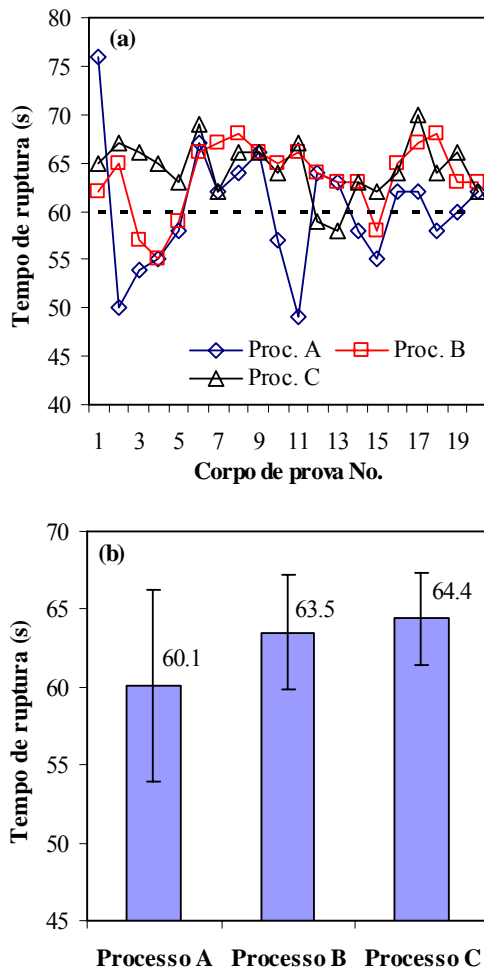 (a)
Tempo de ruptura (s)
80
75
70
65
60
55
50
45
40
Proc. A
Proc. B
Proc. C
1 3 5 7 9 11 13 15 17 19
Corpo de prova No.
(b)
Tempo de ruptura (s)
70
65
60
55
50
45
60.1
63.5
64.4
Processo A Processo B Processo C